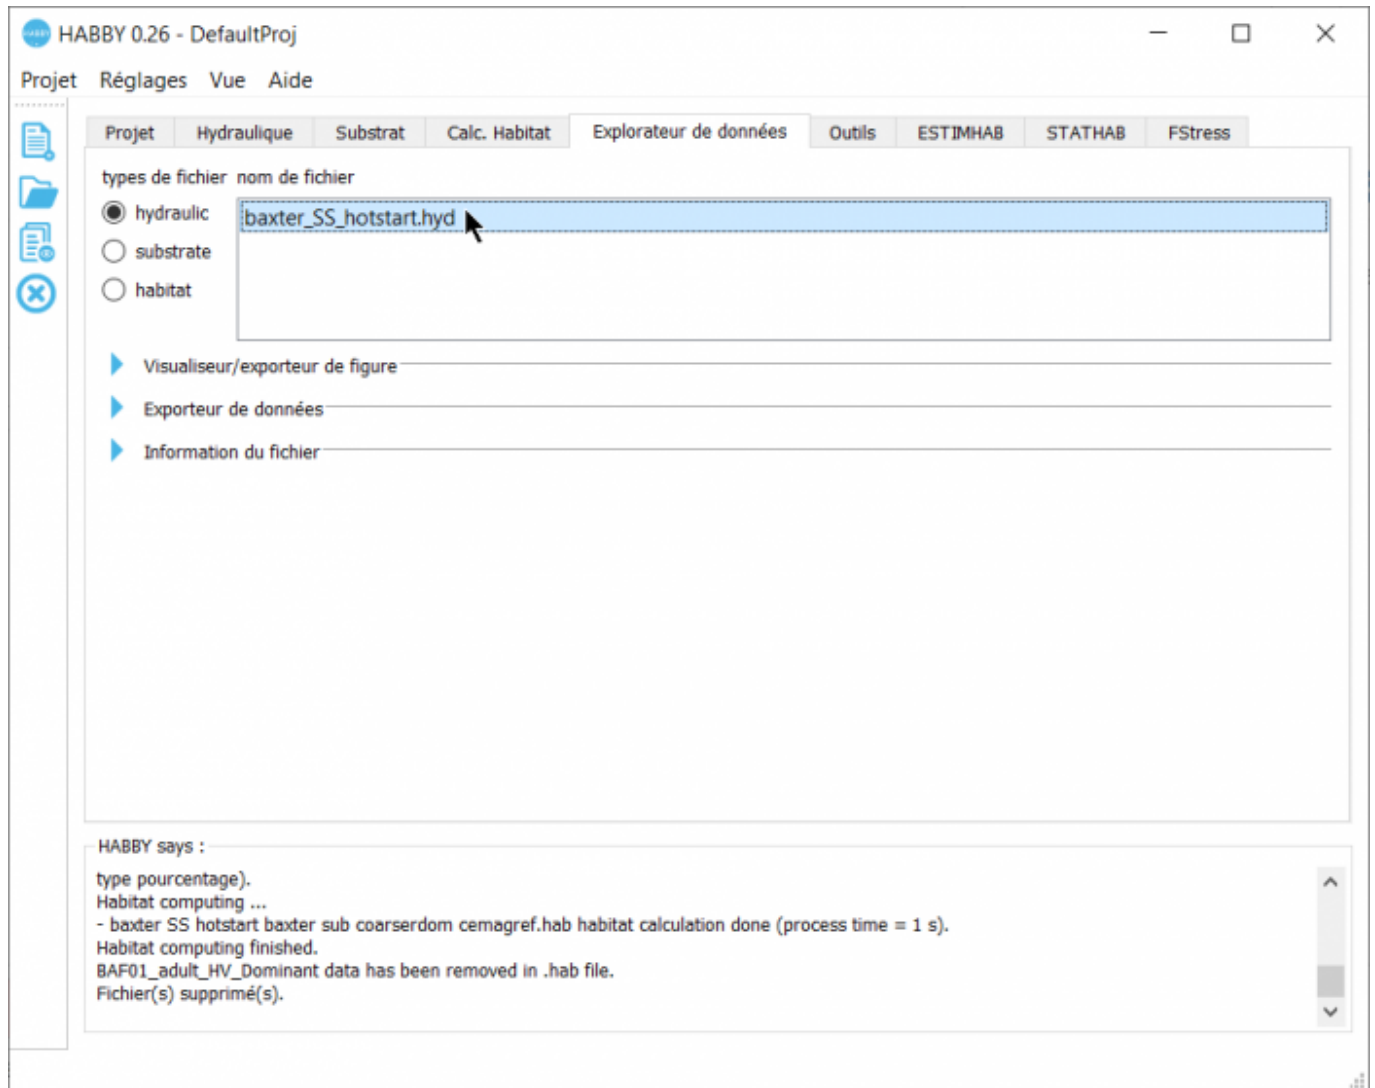 HABBY 0.26 - DefaultProj
Projet Réglages Vue Aide
Projet Hydraulique Substrat Calc. Habitat Explorateur de données Outils ESTIMHAB STATHAB FStress
types de fichier nom de fichier
hydraulic baxter_SS_hotstart.hyd
substrate
habitat
Visualiseur/exporteur de figure
Exporteur de données
Information du fichier
HABBY says :
type pourcentage).
Habitat computing ...
- baxter SS hotstart baxter sub coarserdom cemagref.hab habitat calculation done (process time = 1 s).
Habitat computing finished.
BAF01_adult_HV_Dominant data has been removed in .hab file.
Fichier(s) supprimé(s).